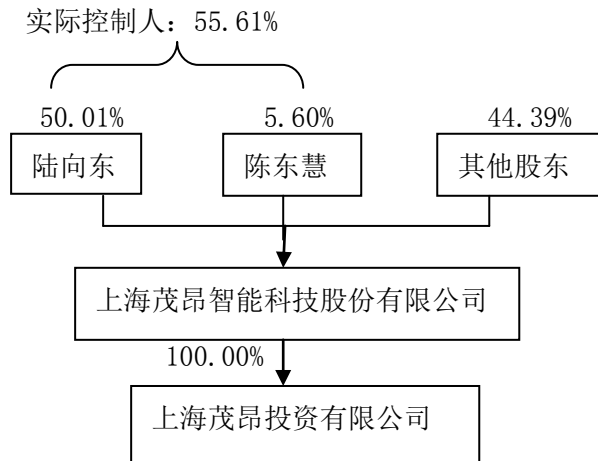 实际控制人：55.61%
50.01% 5.60% 44.39%
陆向东 陈东慧 其他股东
上海茂昂智能科技股份有限公司
100.00%
上海茂昂投资有限公司